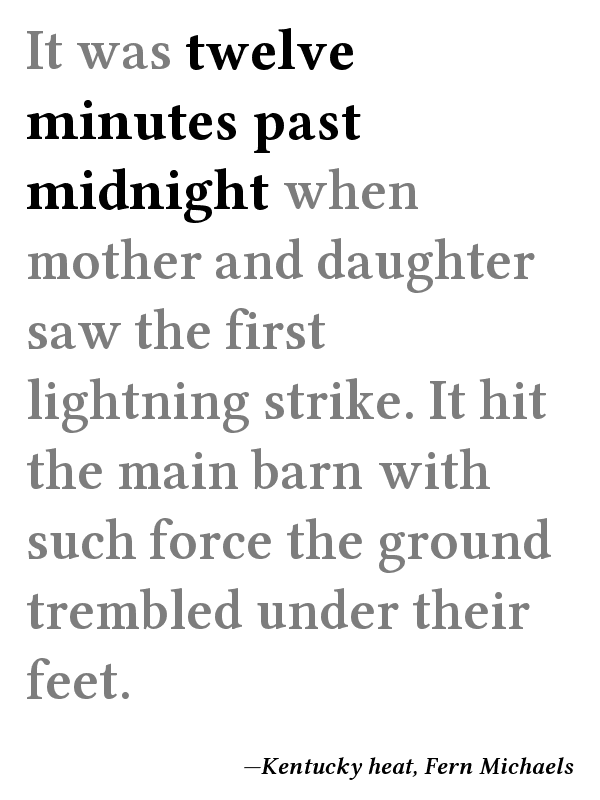 It was twelve
minutes past
midnight when
mother and daughter
saw the first
lightning strike. It hit
the main barn with
such force the ground
trembled under their
feet.
—Kentucky heat, Fern Michaels